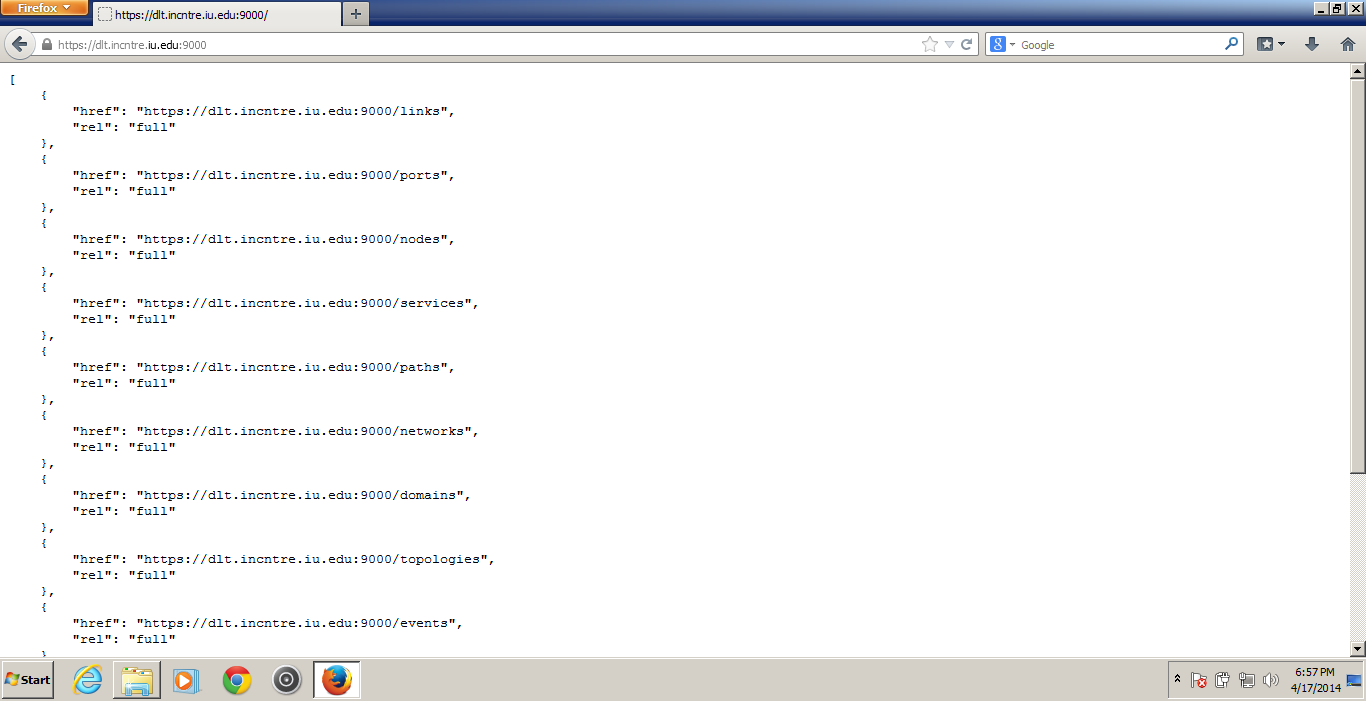 Firefox
https://dlt.incntre.iu.edu:9000/
https://dlt.incntre.iu.edu:9000
Google
[
    {
        "href": "https://dlt.incntre.iu.edu:9000/links",
        "rel": "full"
    },
    {
        "href": "https://dlt.incntre.iu.edu:9000/ports",
        "rel": "full"
    },
    {
        "href": "https://dlt.incntre.iu.edu:9000/nodes",
        "rel": "full"
    },
    {
        "href": "https://dlt.incntre.iu.edu:9000/services",
        "rel": "full"
    },
    {
        "href": "https://dlt.incntre.iu.edu:9000/paths",
        "rel": "full"
    },
    {
        "href": "https://dlt.incntre.iu.edu:9000/networks",
        "rel": "full"
    },
    {
        "href": "https://dlt.incntre.iu.edu:9000/domains",
        "rel": "full"
    },
    {
        "href": "https://dlt.incntre.iu.edu:9000/topologies",
        "rel": "full"
    },
    {
        "href": "https://dlt.incntre.iu.edu:9000/events",
        "rel": "full"
    }
Start
6:57 PM
4/17/2014